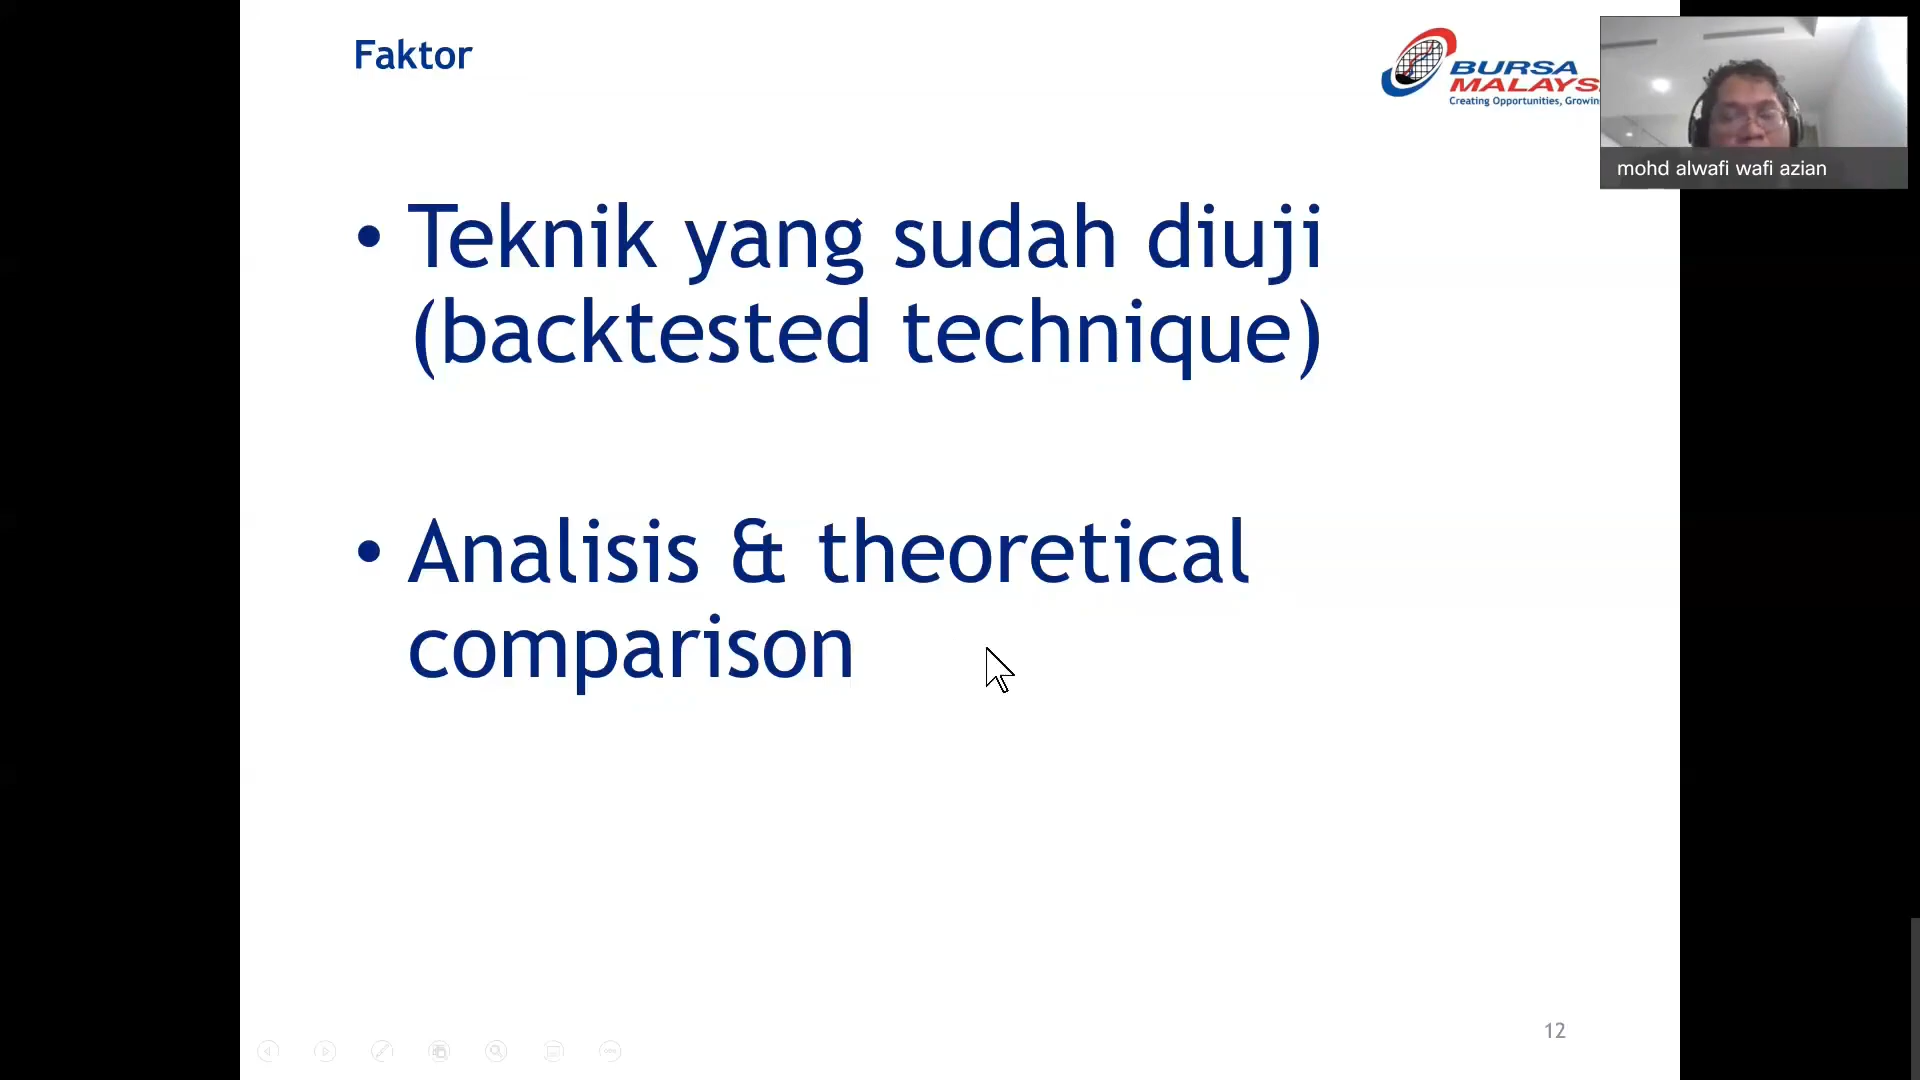 Faktor
BURSA
MALAYS
Creating Opportunities, Growin
mohd alwafi wafi azian
• Teknik yang sudah diuji
(backtested technique)
• Analisis & theoretical
comparison
12